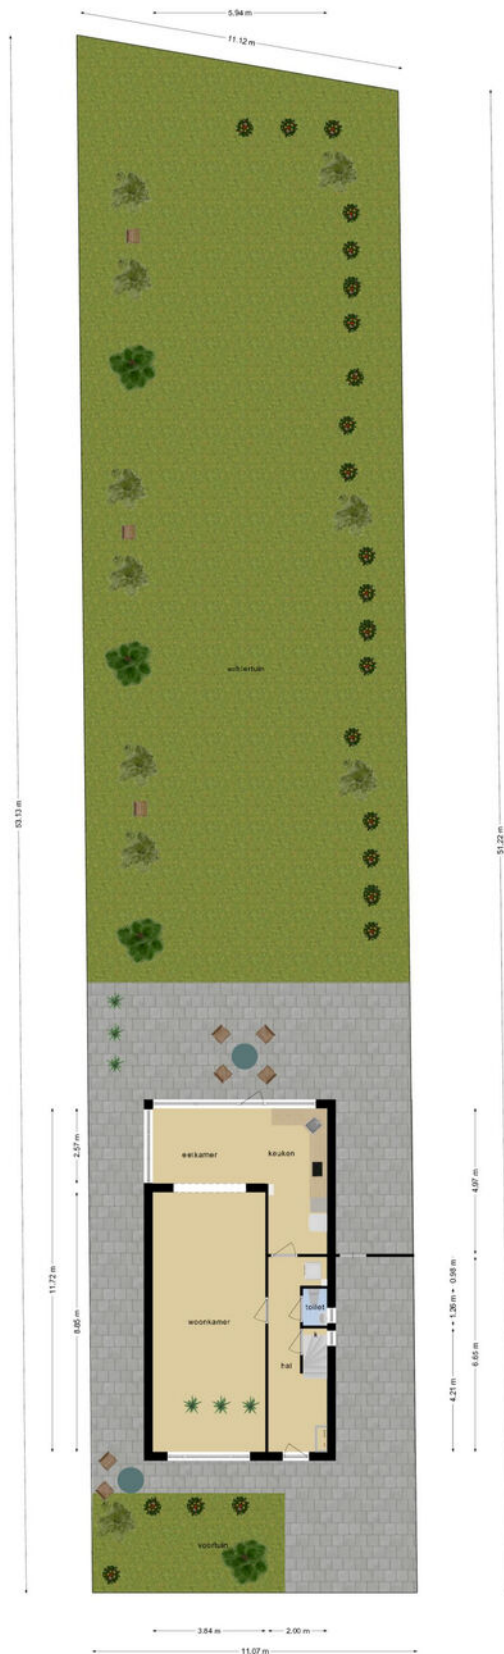 5.94 m
11.12 m
achtertuin
53.13 m
51.22 m
eetkamer
keuken
2.57 m
4.97 m
11.72 m
8.85 m
0.98 m
1.26 m
toilet
woonkamer
k
hal
6.65 m
4.21 m
voortuin
3.84 m
2.00 m
11.07 m